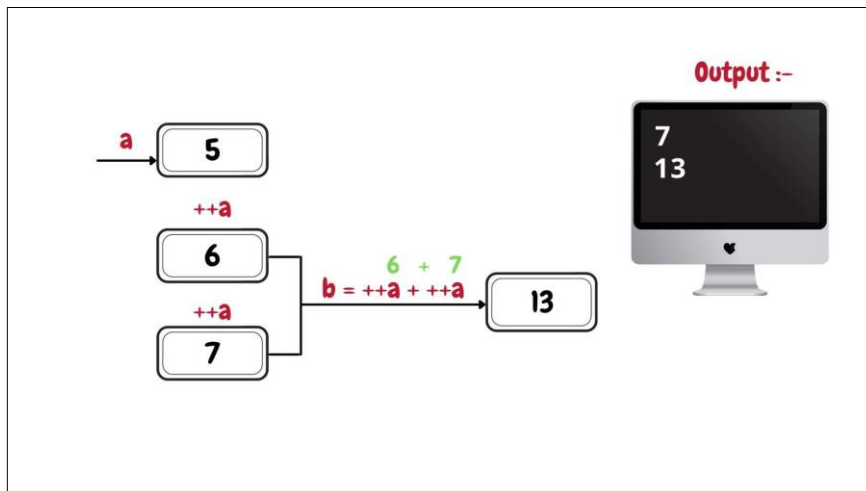 Output :-
7
13
a
5
++a
6
6 + 7
b = ++a + ++a
13
++a
7